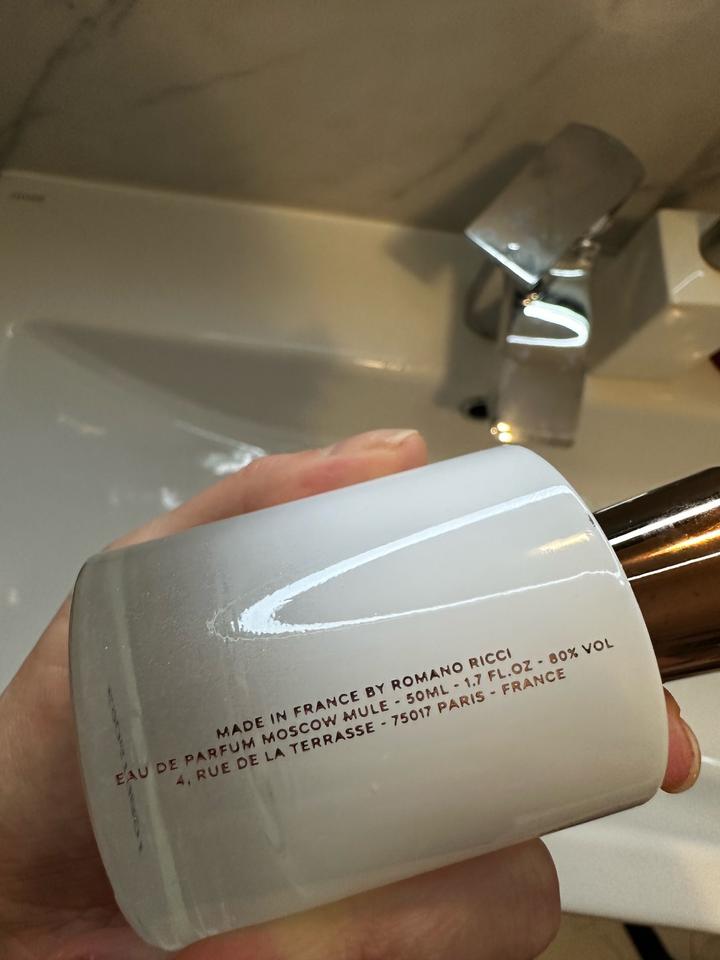 MADE IN FRANCE BY ROMANO RICCI
EAU DE PARFUM MOSCOW MULE - 50ML - 1.7 FL.OZ - 80% VOL
4, RUE DE LA TERRASSE - 75017 PARIS - FRANCE